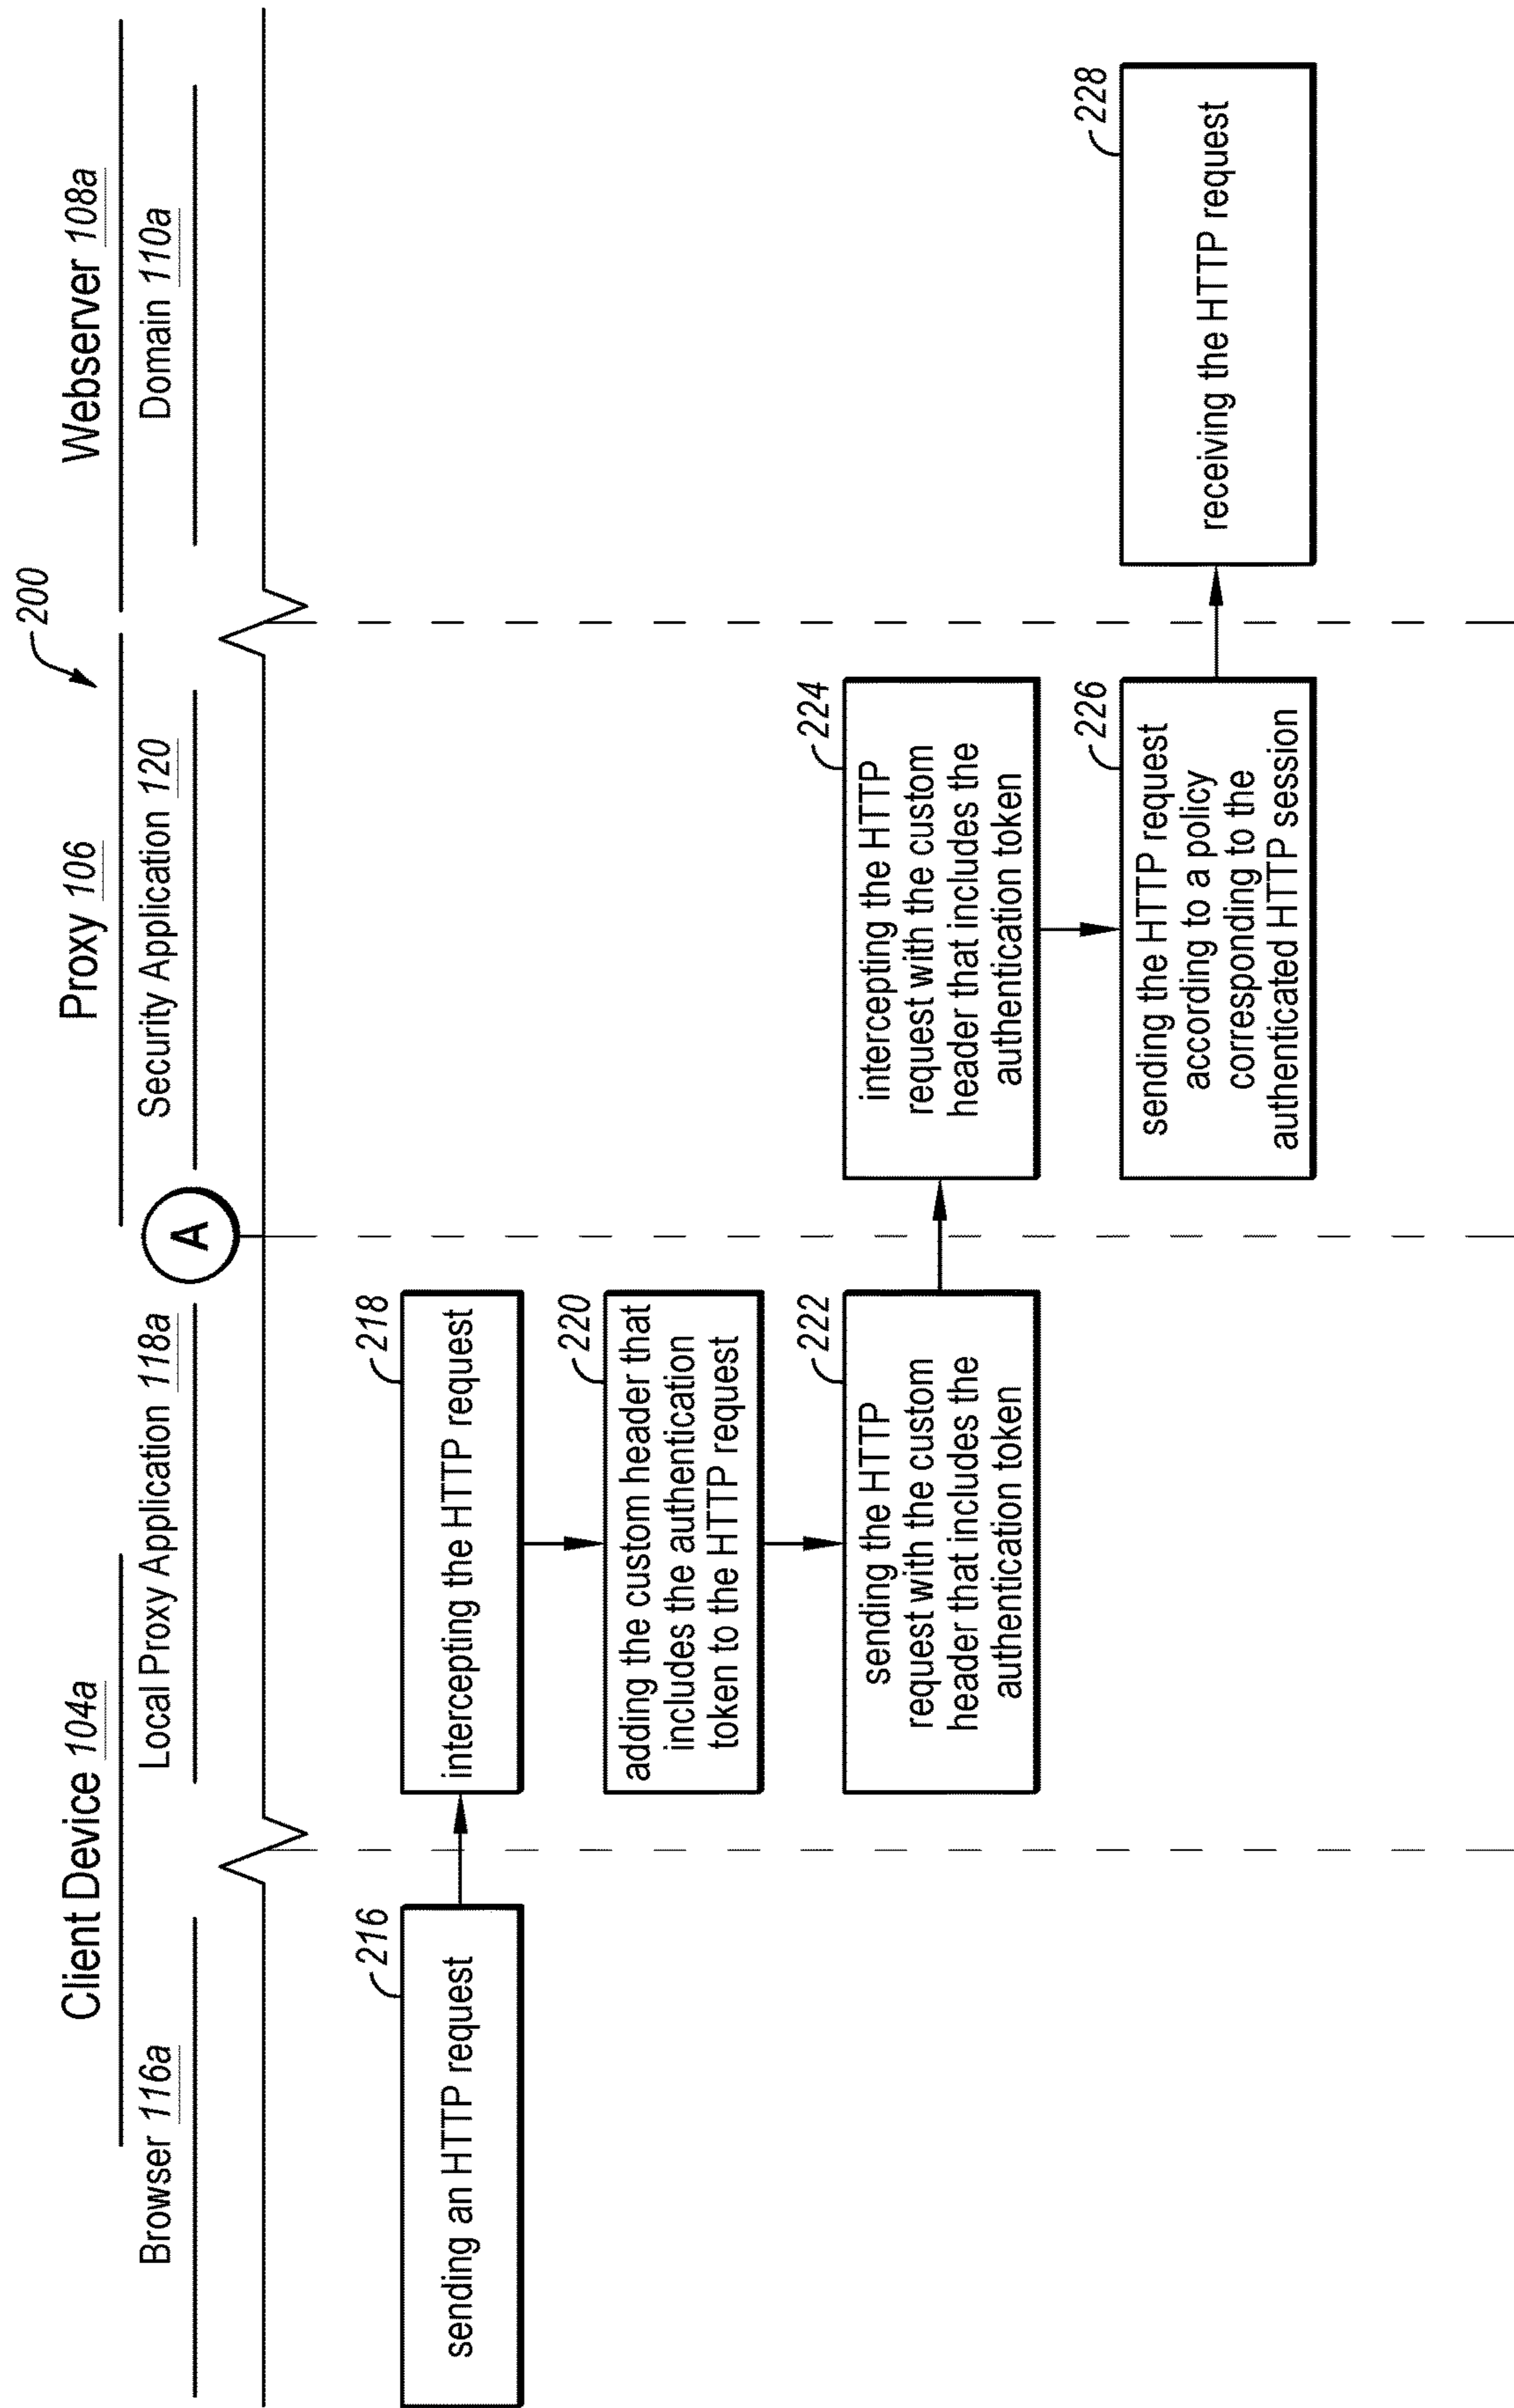 200
Client Device 104a
Proxy 106
Webserver 108a
Browser 116a
Local Proxy Application 118a
Security Application 120
Domain 110a
A
216
sending an HTTP request
218
intercepting the HTTP request
220
adding the custom header that
includes the authentication
token to the HTTP request
222
sending the HTTP
request with the custom
header that includes the
authentication token
224
intercepting the HTTP
request with the custom
header that includes the
authentication token
226
sending the HTTP request
according to a policy
corresponding to the
authenticated HTTP session
228
receiving the HTTP request